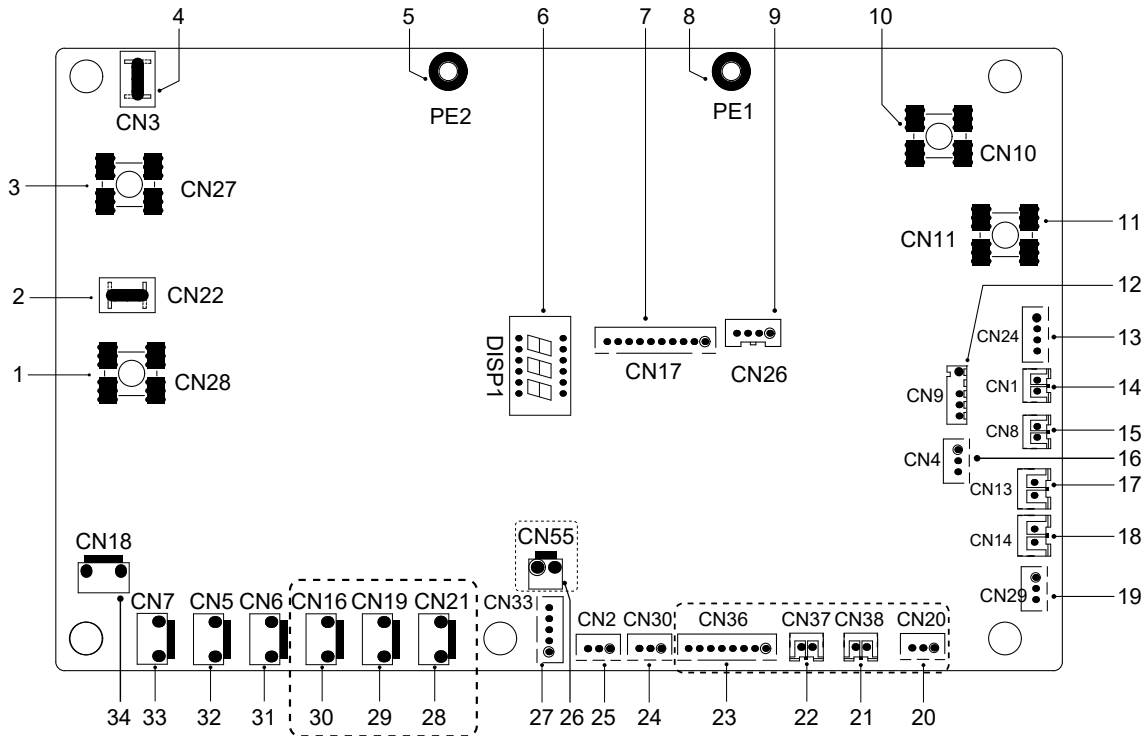 4
5
6
7
8
9
10
CN3
PE2
PE1
CN10
3
CN27
CN11
11
2
CN22
12
CN24
13
DISP1
CN17
CN26
1
CN28
CN9
CN1
14
CN8
15
CN4
16
CN13
17
CN18
CN55
CN14
18
CN7
CN5
CN6
CN16
CN19
CN21
CN33
CN2
CN30
CN36
CN37
CN38
CN20
CN29
19
34
33
32
31
30
29
28
27
26
25
24
23
22
21
20